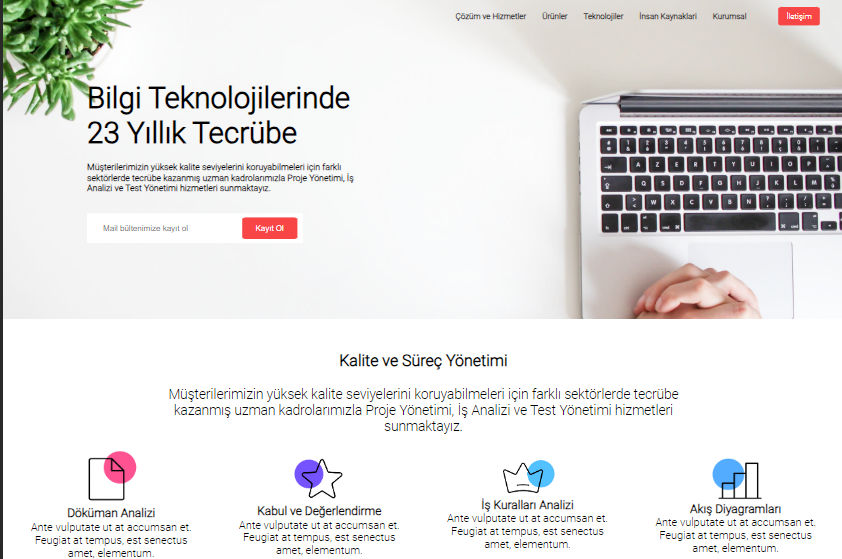 Çözüm ve Hizmetler Ürünler Teknolojiler İnsan Kaynaklari Kurumsal İletişim
Bilgi Teknolojilerinde
23 Yıllık Tecrübe
Müşterilerimizin yüksek kalite seviyelerini koruyabilmeleri için farklı
sektörlerde tecrübe kazanmış uzman kadrolarımızla Proje Yönetimi, İş
Analizi ve Test Yönetimi hizmetleri sunmaktayız.
Mail bültenimize kayıt ol Kayıt Ol
Kalite ve Süreç Yönetimi
Müşterilerimizin yüksek kalite seviyelerini koruyabilmeleri için farklı sektörlerde tecrübe
kazanmış uzman kadrolarımızla Proje Yönetimi, İş Analizi ve Test Yönetimi hizmetleri
sunmaktayız.
Döküman Analizi
Ante vulputate ut at accumsan et.
Feugiat at tempus, est senectus
amet, elementum.
Kabul ve Değerlendirme
Ante vulputate ut at accumsan et.
Feugiat at tempus, est senectus
amet, elementum.
İş Kuralları Analizi
Ante vulputate ut at accumsan et.
Feugiat at tempus, est senectus
amet, elementum.
Akış Diyagramları
Ante vulputate ut at accumsan et.
Feugiat at tempus, est senectus
amet, elementum.